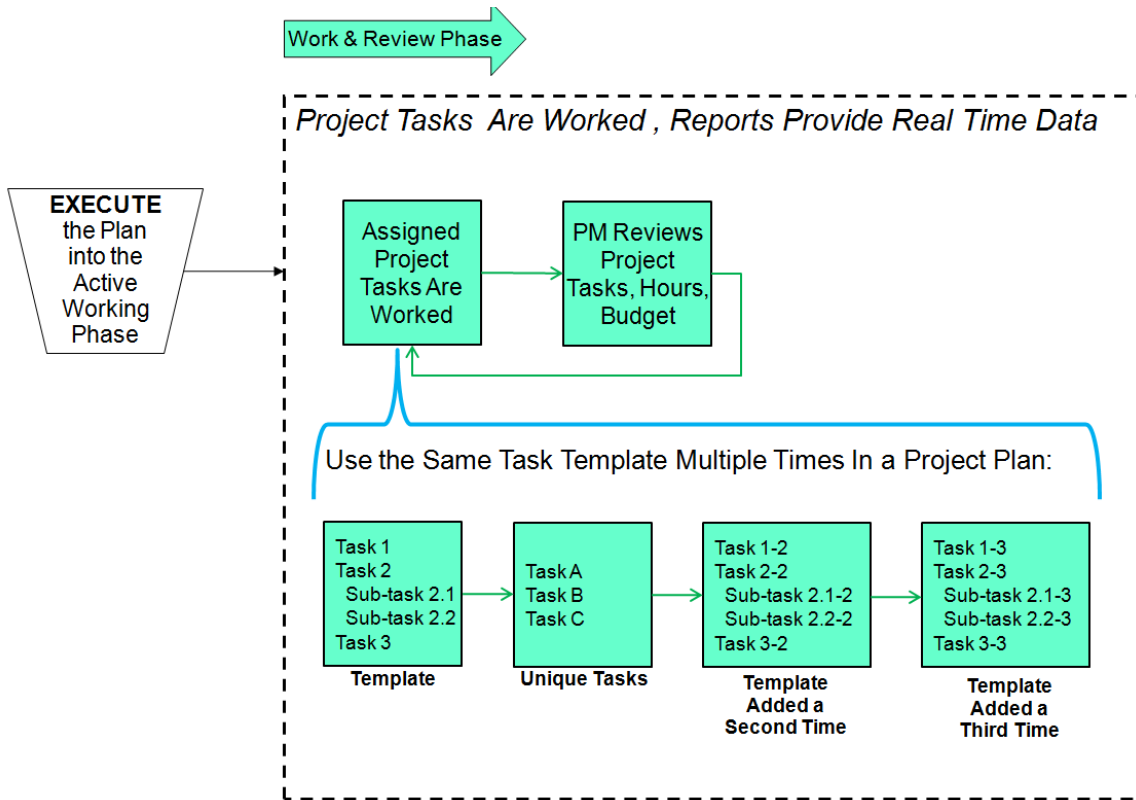 Work & Review Phase
Project Tasks Are Worked , Reports Provide Real Time Data
EXECUTE
the Plan
into the
Active
Working
Phase
Assigned
Project
Tasks Are
Worked
PM Reviews
Project
Tasks, Hours,
Budget
Use the Same Task Template Multiple Times In a Project Plan:
Task 1
Task 2
Sub-task 2.1
Sub-task 2.2
Task 3
Template
Task A
Task B
Task C
Unique Tasks
Task 1-2
Task 2-2
Sub-task 2.1-2
Sub-task 2.2-2
Task 3-2
Template
Added a
Second Time
Task 1-3
Task 2-3
Sub-task 2.1-3
Sub-task 2.2-3
Task 3-3
Template
Added a
Third Time